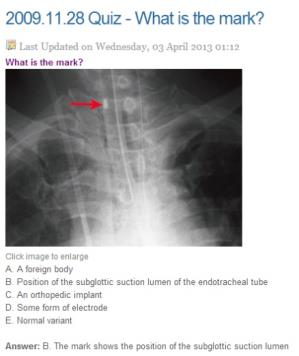 2009.11.28 Quiz - What is the mark?
Last Updated on Wednesday, 03 April 2013 01:12
What is the mark?
Click image to enlarge
A. A foreign body
B. Position of the subglottic suction lumen of the endotracheal tube
C. An orthopedic implant
D. Some form of electrode
E. Normal variant
Answer: B. The mark shows the position of the subglottic suction lumen